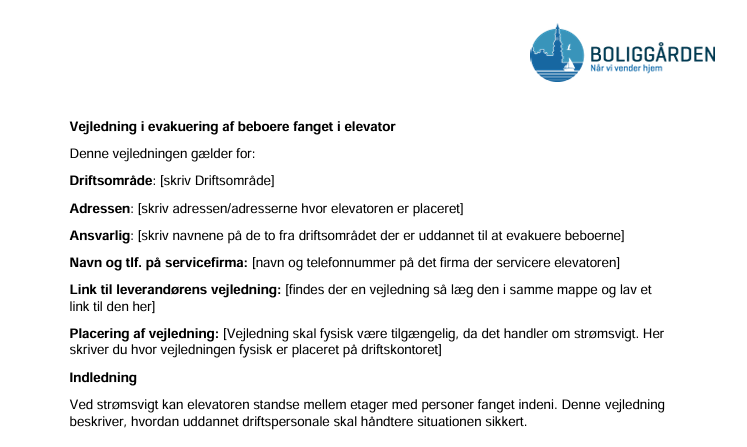 BOLIGGÅRDEN
Når vi vender hjem
Vejledning i evakuering af beboere fanget i elevator
Denne vejledningen gælder for:
Driftsområde: [skriv Driftsområde]
Adressen: [skriv adressen/adresserne hvor elevatoren er placeret]
Ansvarlig: [skriv navnene på de to fra driftsområdet der er uddannet til at evakuere beboerne]
Navn og tlf. på servicefirma: [navn og telefonnummer på det firma der servicere elevatoren]
Link til leverandørens vejledning: [findes der en vejledning så læg den i samme mappe og lav et
link til den her]
Placering af vejledning: [Vejledning skal fysisk være tilgængelig, da det handler om strømsvigt. Her
skriver du hvor vejledningen fysisk er placeret på driftskontoret]
Indledning
Ved strømsvigt kan elevatoren standse mellem etager med personer fanget indeni. Denne vejledning
beskriver, hvordan uddannet driftspersonale skal håndtere situationen sikkert.